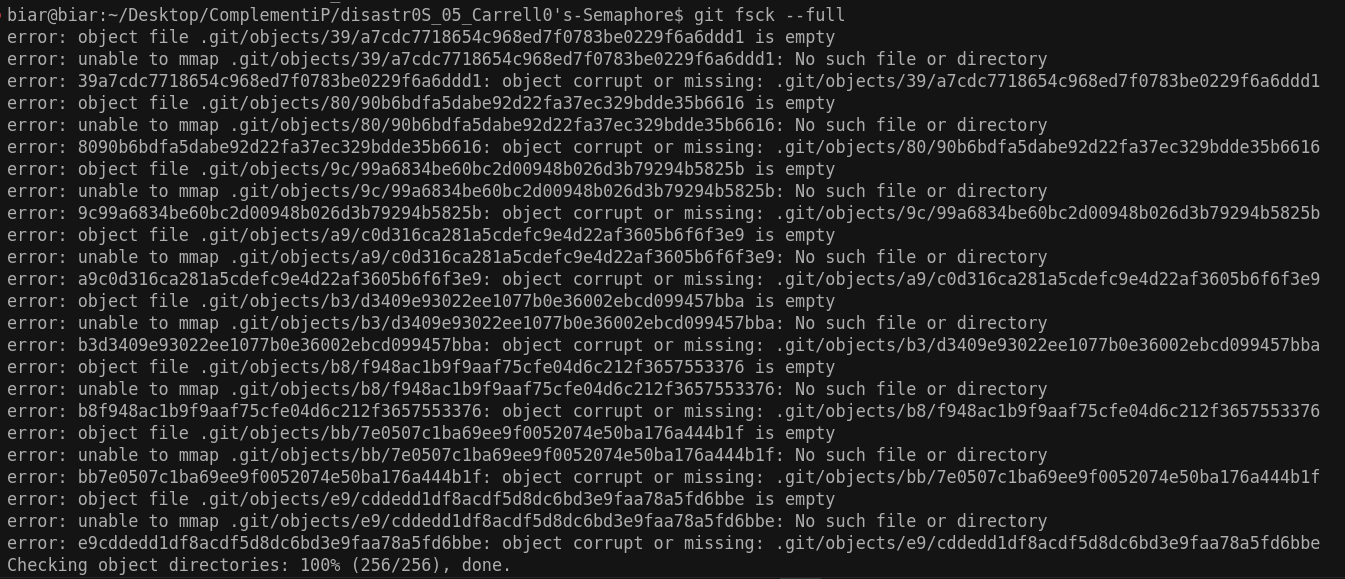 biar@biar:~/Desktop/ComplementiP/disastr0S_05_Carrell0's-Semaphore$ git fsck --full
error: object file .git/objects/39/a7cdc7718654c968ed7f0783be0229f6a6ddd1 is empty
error: unable to mmap .git/objects/39/a7cdc7718654c968ed7f0783be0229f6a6ddd1: No such file or directory
error: 39a7cdc7718654c968ed7f0783be0229f6a6ddd1: object corrupt or missing: .git/objects/39/a7cdc7718654c968ed7f0783be0229f6a6ddd1
error: object file .git/objects/80/90b6bdfa5dabe92d22fa37ec329bdde35b6616 is empty
error: unable to mmap .git/objects/80/90b6bdfa5dabe92d22fa37ec329bdde35b6616: No such file or directory
error: 8090b6bdfa5dabe92d22fa37ec329bdde35b6616: object corrupt or missing: .git/objects/80/90b6bdfa5dabe92d22fa37ec329bdde35b6616
error: object file .git/objects/9c/99a6834be60bc2d00948b026d3b79294b5825b is empty
error: unable to mmap .git/objects/9c/99a6834be60bc2d00948b026d3b79294b5825b: No such file or directory
error: 9c99a6834be60bc2d00948b026d3b79294b5825b: object corrupt or missing: .git/objects/9c/99a6834be60bc2d00948b026d3b79294b5825b
error: object file .git/objects/a9/c0d316ca281a5cdefc9e4d22af3605b6f6f3e9 is empty
error: unable to mmap .git/objects/a9/c0d316ca281a5cdefc9e4d22af3605b6f6f3e9: No such file or directory
error: a9c0d316ca281a5cdefc9e4d22af3605b6f6f3e9: object corrupt or missing: .git/objects/a9/c0d316ca281a5cdefc9e4d22af3605b6f6f3e9
error: object file .git/objects/b3/d3409e93022ee1077b0e36002ebcd099457bba is empty
error: unable to mmap .git/objects/b3/d3409e93022ee1077b0e36002ebcd099457bba: No such file or directory
error: b3d3409e93022ee1077b0e36002ebcd099457bba: object corrupt or missing: .git/objects/b3/d3409e93022ee1077b0e36002ebcd099457bba
error: object file .git/objects/b8/f948ac1b9f9aaf75cfe04d6c212f3657553376 is empty
error: unable to mmap .git/objects/b8/f948ac1b9f9aaf75cfe04d6c212f3657553376: No such file or directory
error: b8f948ac1b9f9aaf75cfe04d6c212f3657553376: object corrupt or missing: .git/objects/b8/f948ac1b9f9aaf75cfe04d6c212f3657553376
error: object file .git/objects/bb/7e0507c1ba69ee9f0052074e50ba176a444b1f is empty
error: unable to mmap .git/objects/bb/7e0507c1ba69ee9f0052074e50ba176a444b1f: No such file or directory
error: bb7e0507c1ba69ee9f0052074e50ba176a444b1f: object corrupt or missing: .git/objects/bb/7e0507c1ba69ee9f0052074e50ba176a444b1f
error: object file .git/objects/e9/cddedd1df8acdf5d8dc6bd3e9faa78a5fd6bbe is empty
error: unable to mmap .git/objects/e9/cddedd1df8acdf5d8dc6bd3e9faa78a5fd6bbe: No such file or directory
error: e9cddedd1df8acdf5d8dc6bd3e9faa78a5fd6bbe: object corrupt or missing: .git/objects/e9/cddedd1df8acdf5d8dc6bd3e9faa78a5fd6bbe
Checking object directories: 100% (256/256), done.